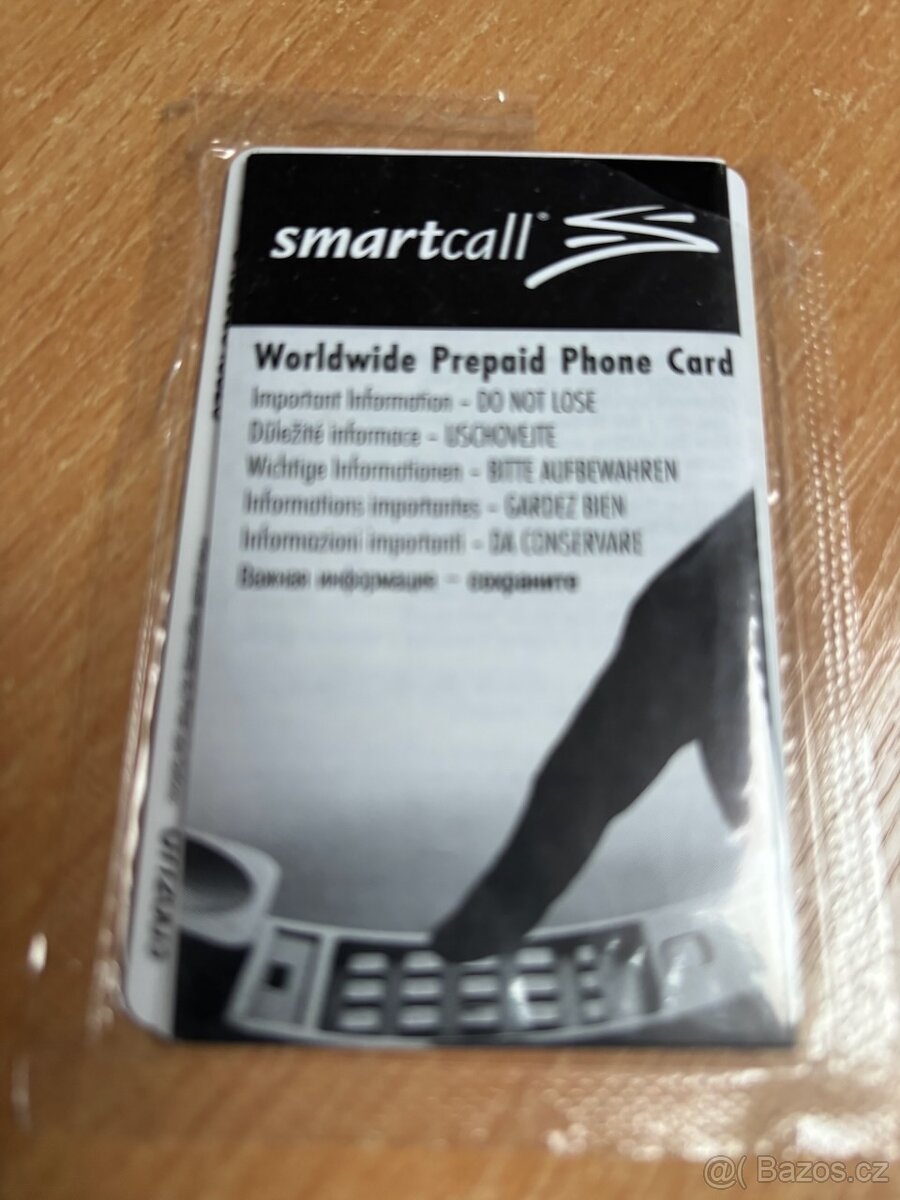 smartcall
Worldwide Prepaid Phone Card
Important Information - DO NOT LOSE
Důležité informace - USCHOVEJTE
Wichtige Informationen - BITTE AUFBEWAHREN
Informations importantes - GARDEZ BIEN
Informazioni importanti - DA CONSERVARE
Важная информация - сохраните
@( Bazos.cz